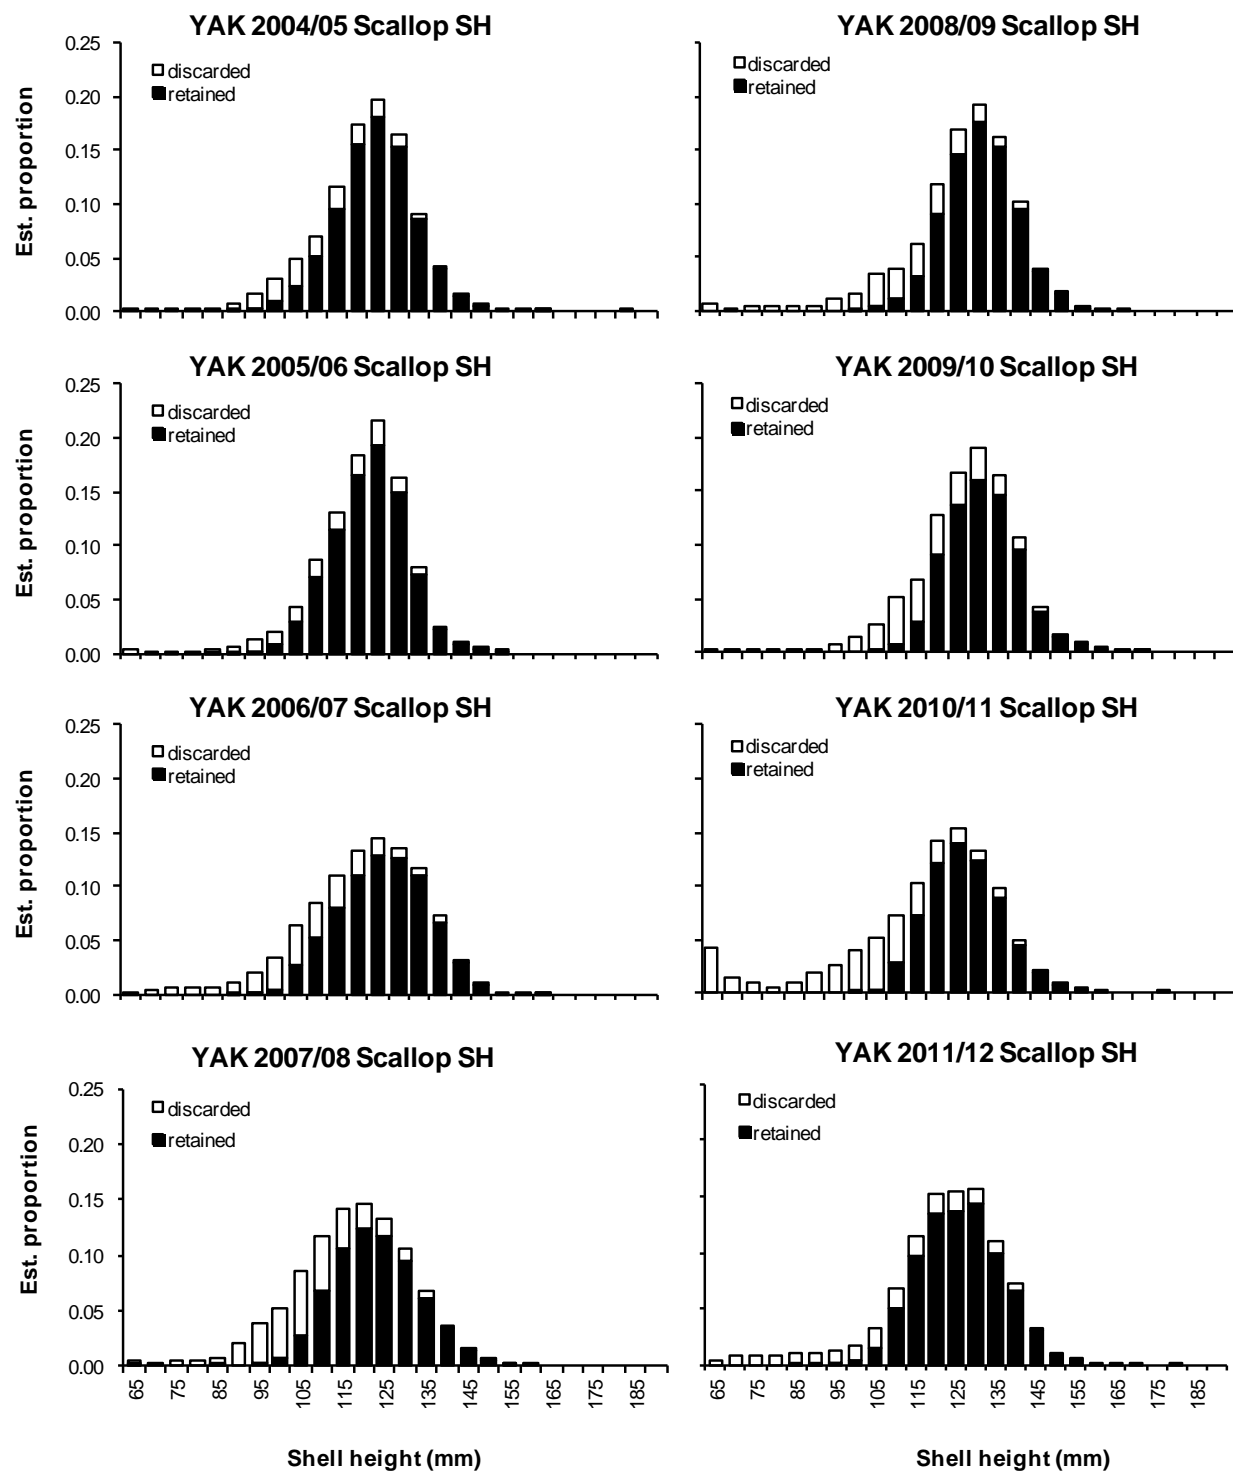 YAK 2004/05 Scallop SH
discarded
retained
0.25
0.20
0.15
0.10
0.05
0.00
Est. proportion
YAK 2008/09 Scallop SH
discarded
retained
YAK 2005/06 Scallop SH
discarded
retained
0.25
0.20
0.15
0.10
0.05
0.00
Est. proportion
YAK 2009/10 Scallop SH
discarded
retained
YAK 2006/07 Scallop SH
discarded
retained
0.25
0.20
0.15
0.10
0.05
0.00
Est. proportion
YAK 2010/11 Scallop SH
discarded
retained
YAK 2007/08 Scallop SH
discarded
retained
0.25
0.20
0.15
0.10
0.05
0.00
Est. proportion
65 75 85 95 105 115 125 135 145 155 165 175 185
Shell height (mm)
YAK 2011/12 Scallop SH
discarded
retained
65 75 85 95 105 115 125 135 145 155 165 175 185
Shell height (mm)